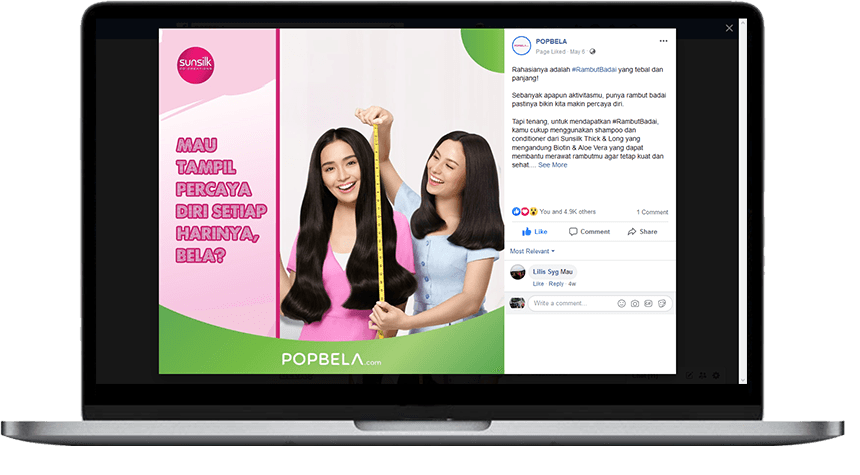 sunsilk
MAU
TAMPIL
PERCAYA
DIRI SETIAP
HARINYA,
BELA?
POPBELA.com
POPBELA
Page Liked · May 6 ·
Rahasianya adalah #RambutBadai yang tebal dan
panjang!
Sebanyak apapun aktivitasmu, punya rambut badai
pastinya bikin kita makin percaya diri.
Tapi tenang, untuk mendapatkan #RambutBadai,
kamu cukup menggunakan shampoo dan
conditioner dari Sunsilk Thick & Long yang
mengandung Biotin & Aloe Vera yang dapat
membantu merawat rambutmu agar tetap kuat dan
sehat.... See More
You and 4.9K others 1 Comment
Like Comment Share
Most Relevant
Lilis Syg Mau
Like · Reply · 4w
Write a comment...